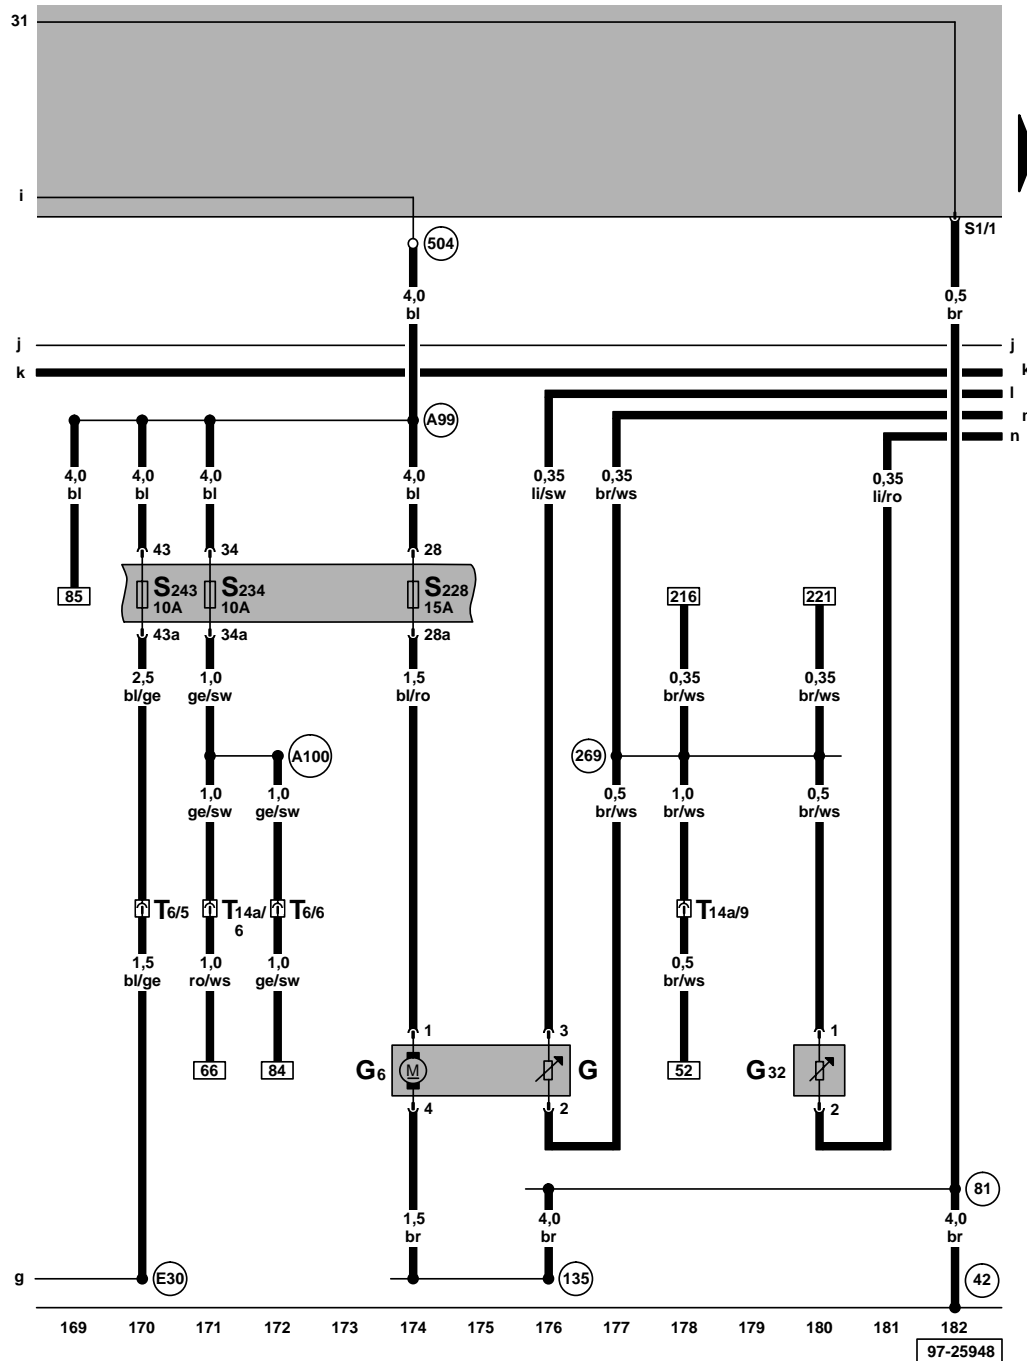 31
i
S1/1
504
4,0
bl
0,5
br
j
j
k
k
l
n
A99
4,0
bl
4,0
bl
4,0
bl
4,0
bl
0,35
li/sw
0,35
br/ws
0,35
li/ro
43
34
28
85
S243
10A
S234
10A
S228
15A
216
221
43a
34a
28a
2,5
bl/ge
1,0
ge/sw
1,5
bl/ro
0,35
br/ws
0,35
br/ws
A100
269
1,0
ge/sw
1,0
ge/sw
0,5
br/ws
1,0
br/ws
0,5
br/ws
T6/5
T14a/
6
T6/6
T14a/9
1,5
bl/ge
1,0
ro/ws
1,0
ge/sw
0,5
br/ws
1
3
1
66
84
G6
M
G
52
G32
4
2
2
81
1,5
br
4,0
br
4,0
br
g
E30
135
42
169 170 171 172 173 174 175 176 177 178 179 180 181 182
97-25948